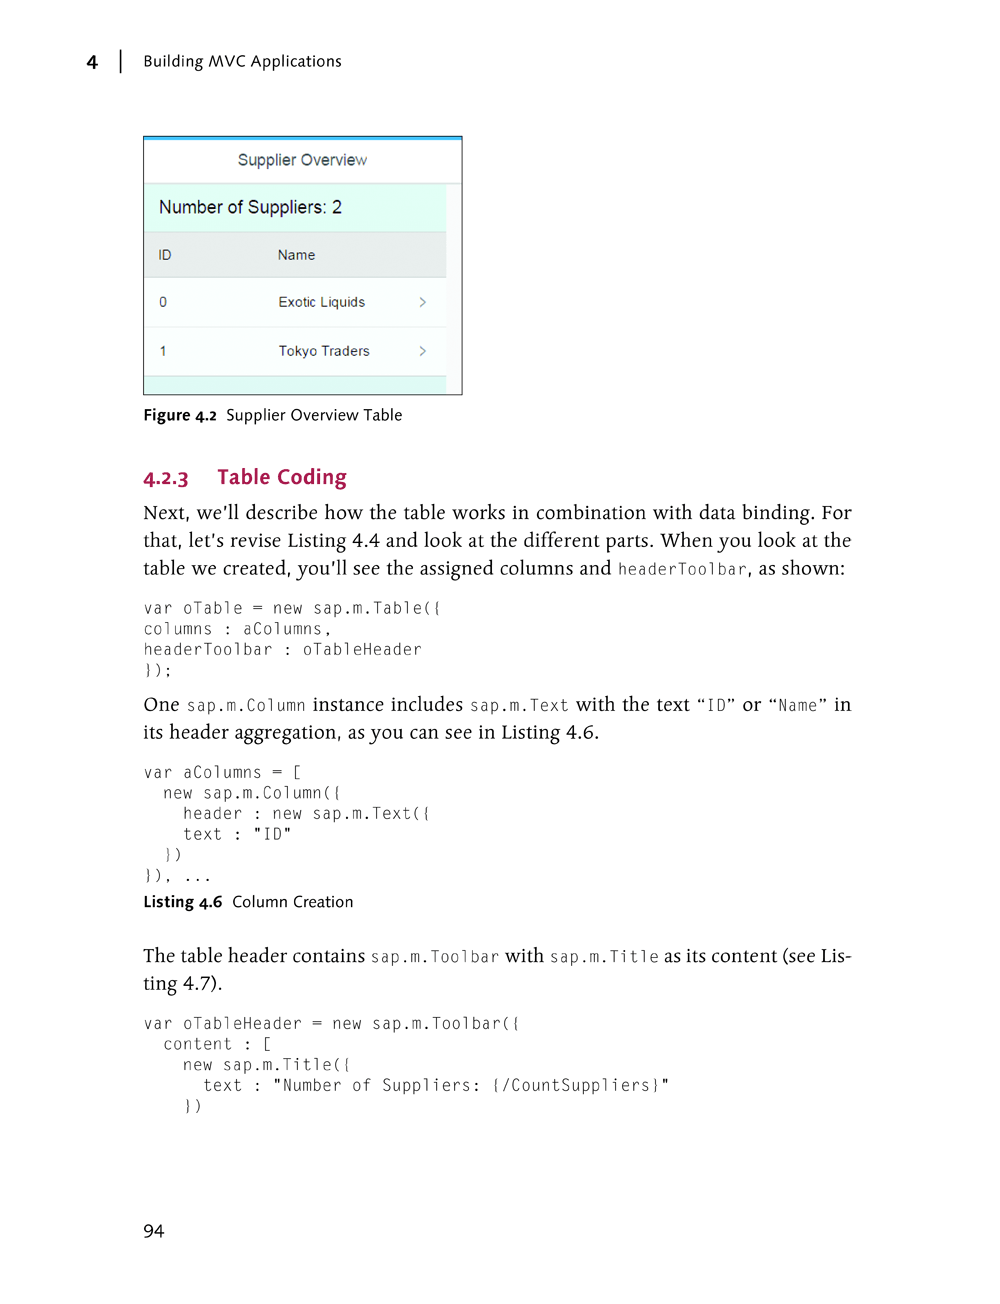 4 | Building MVC Applications
Supplier Overview
Number of Suppliers: 2
ID Name
0 Exotic Liquids >
1 Tokyo Traders >
Figure 4.2 Supplier Overview Table
4.2.3 Table Coding
Next, we'll describe how the table works in combination with data binding. For
that, let's revise Listing 4.4 and look at the different parts. When you look at the
table we created, you'll see the assigned columns and headerToolbar, as shown:
var oTable = new sap.m.Table({
columns : aColumns,
headerToolbar : oTableHeader
});
One sap.m.Column instance includes sap.m.Text with the text “ID” or “Name” in
its header aggregation, as you can see in Listing 4.6.
var aColumns = [
  new sap.m.Column({
    header : new sap.m.Text({
    text : "ID"
  })
}), ...
Listing 4.6 Column Creation
The table header contains sap.m.Toolbar with sap.m.Title as its content (see Lis-
ting 4.7).
var oTableHeader = new sap.m.Toolbar({
  content : [
    new sap.m.Title({
      text : "Number of Suppliers: {/CountSuppliers}"
    })
94